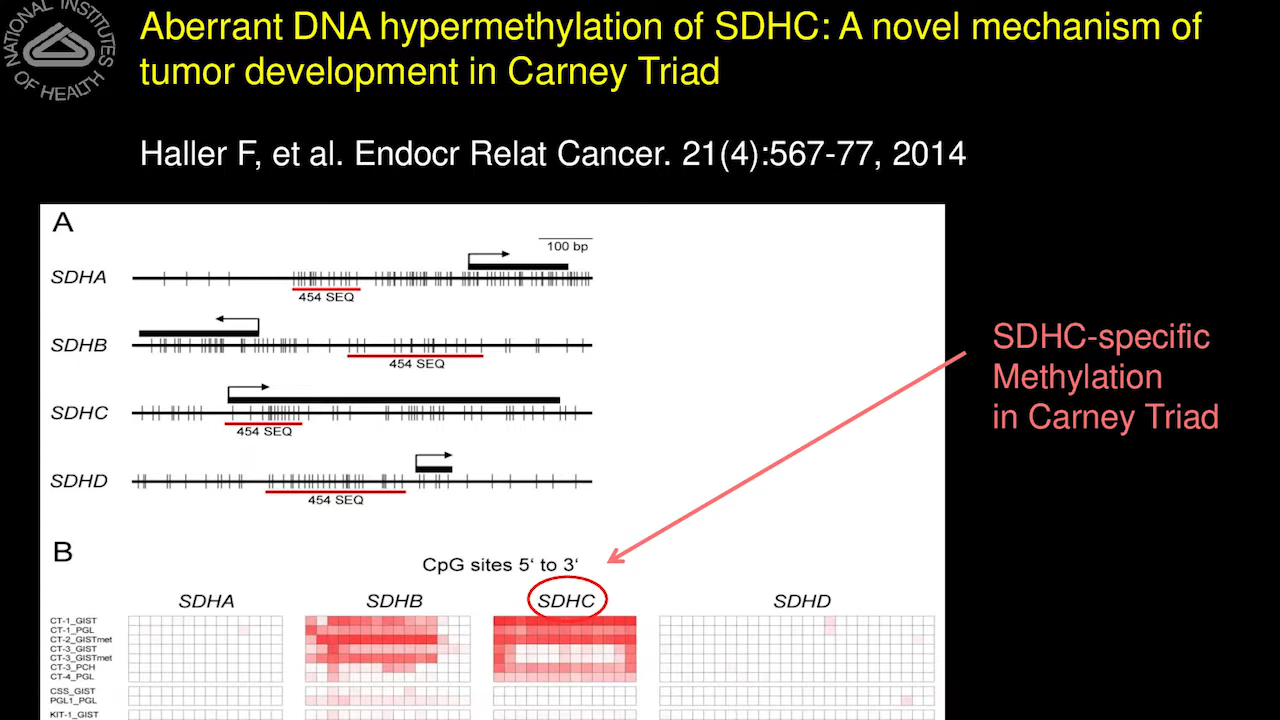 NATIONAL INSTITUTES
OF HEALTH
Aberrant DNA hypermethylation of SDHC: A novel mechanism of
tumor development in Carney Triad
Haller F, et al. Endocr Relat Cancer. 21(4):567-77, 2014
A
100 bp
SDHA
454 SEQ
SDHB
454 SEQ
SDHC
454 SEQ
SDHD
454 SEQ
SDHC-specific
Methylation
in Carney Triad
B
CpG sites 5‘ to 3‘
SDHA SDHB SDHC SDHD
CT-1_GIST
CT-1_PGL
CT-2_GISTmet
CT-3_GIST
CT-3_GISTmet
CT-3_PCH
CT-4_PGL
CSS_GIST
PGL1_PGL
KIT-1_GIST